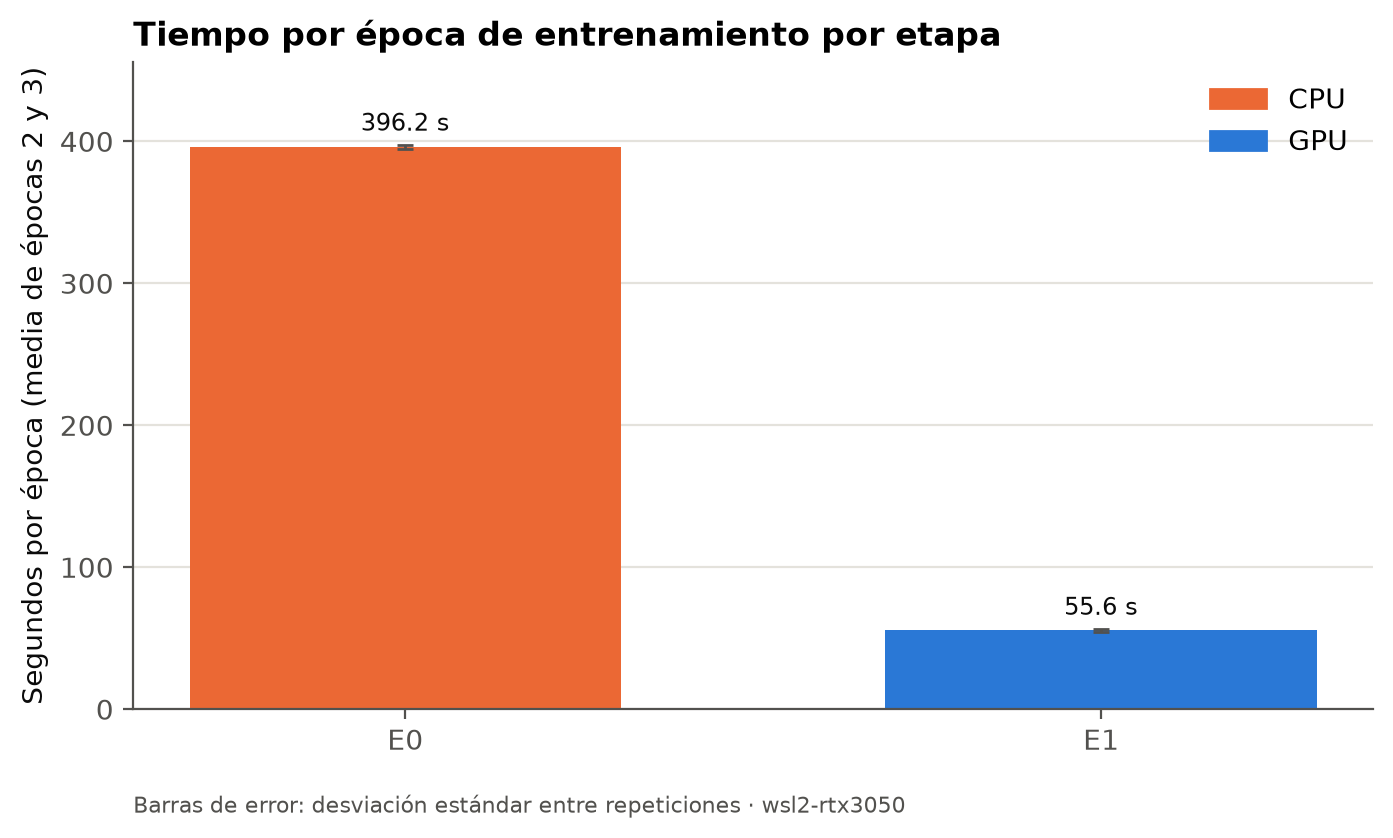 Tiempo por época de entrenamiento por etapa
Segundos por época (media de épocas 2 y 3)
400
300
200
100
0
396.2 s
55.6 s
CPU
GPU
E0
E1
Barras de error: desviación estándar entre repeticiones · wsl2-rtx3050